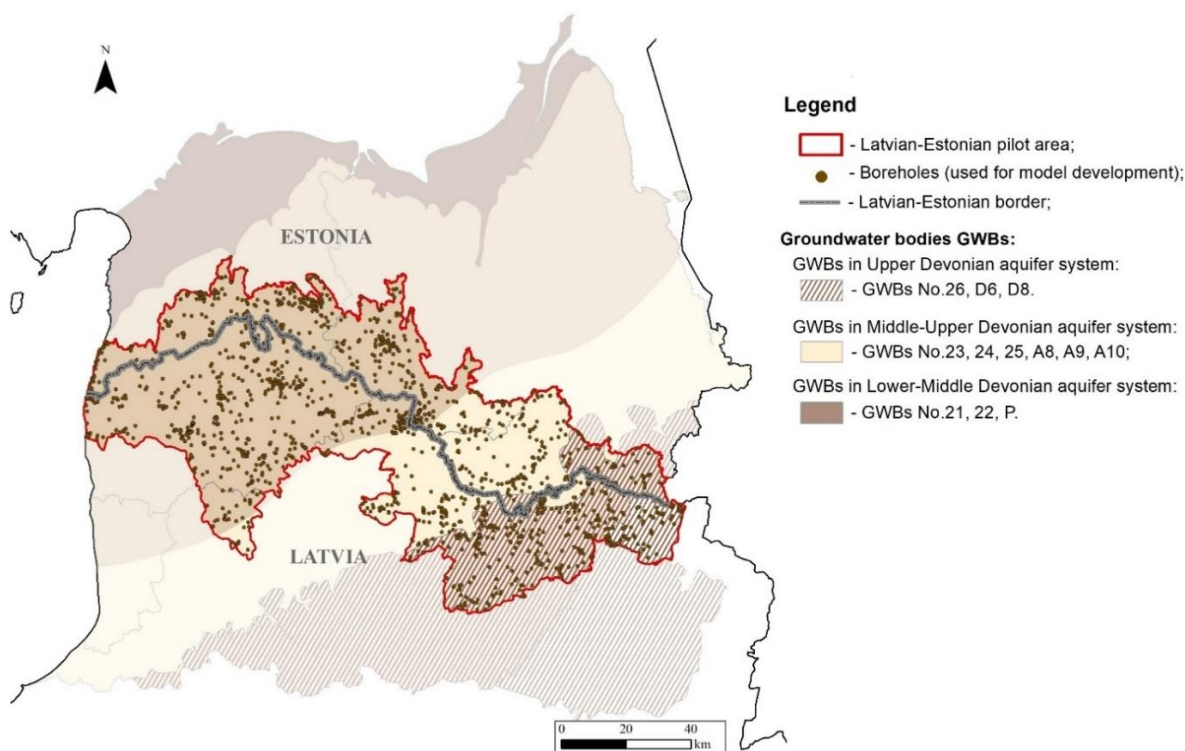 N
ESTONIA
LATVIA
0 20 40
km
Legend
- Latvian-Estonian pilot area;
- Boreholes (used for model development);
- Latvian-Estonian border;
Groundwater bodies GWBs:
GWBs in Upper Devonian aquifer system:
- GWBs No.26, D6, D8.
GWBs in Middle-Upper Devonian aquifer system:
- GWBs No.23, 24, 25, A8, A9, A10;
GWBs in Lower-Middle Devonian aquifer system:
- GWBs No.21, 22, P.